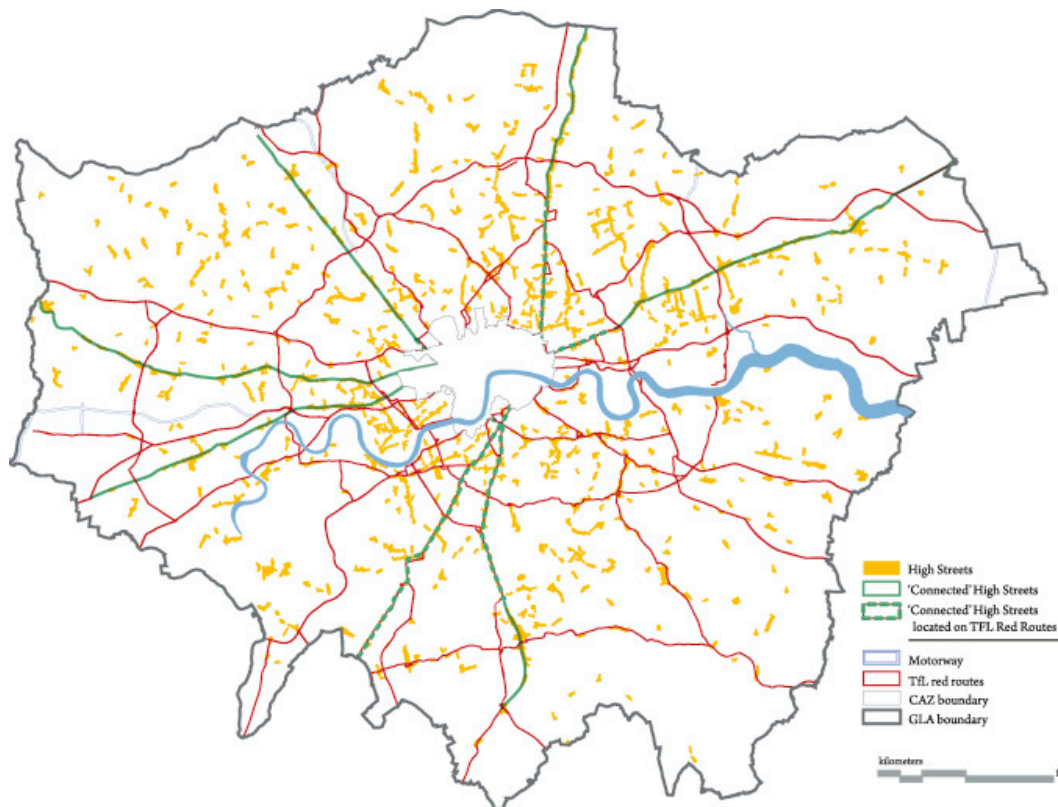 High Streets
'Connected' High Streets
'Connected' High Streets
located on TFL Red Routes
Motorway
TfL red routes
CAZ boundary
GLA boundary
kilometers